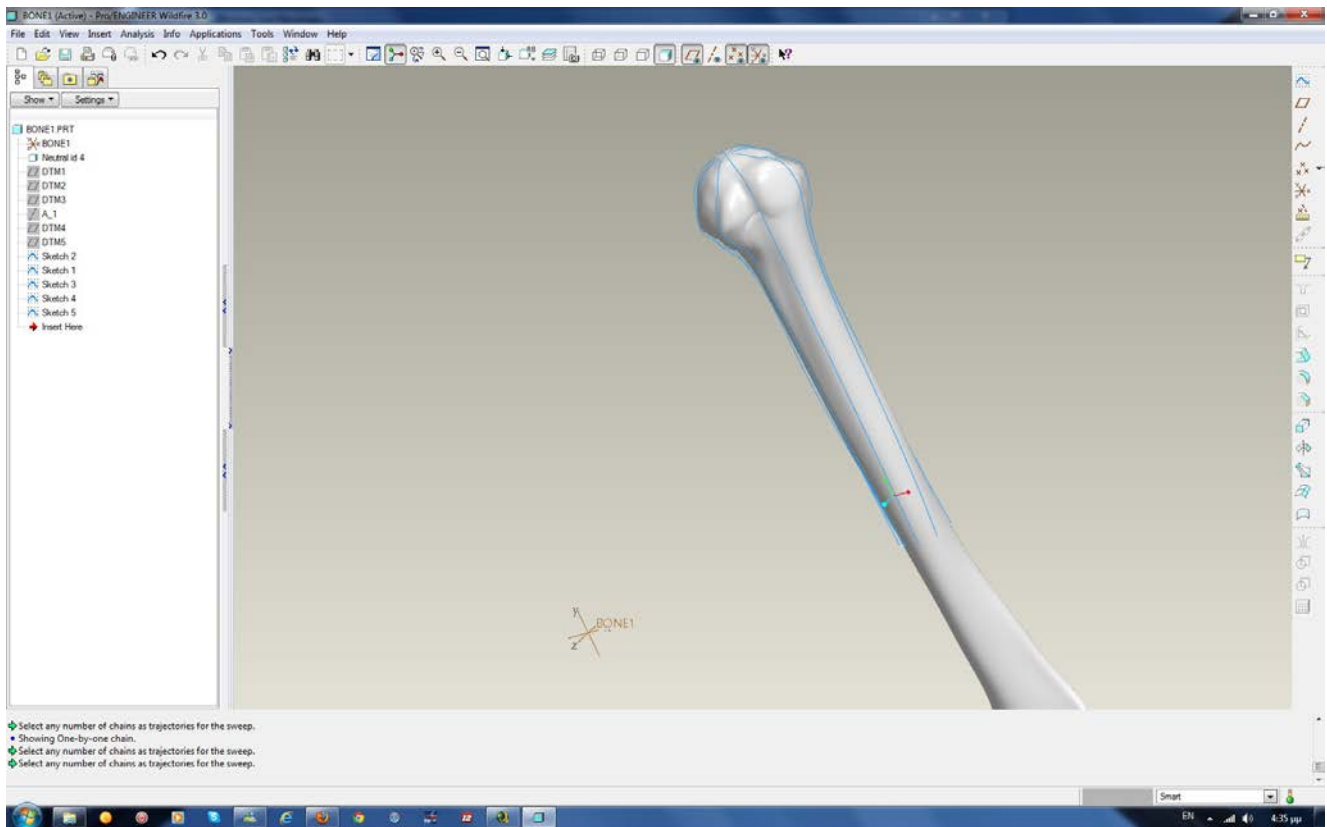 BONE1 (Active) - Pro/ENGINEER Wildfire 3.0
File Edit View Insert Analysis Info Applications Tools Window Help
Show Settings
BONE1.PRT
BONE1
Neutral id 4
DTM1
DTM2
DTM3
A_1
DTM4
DTM5
Sketch 2
Sketch 1
Sketch 3
Sketch 4
Sketch 5
Insert Here
y
BONE1
z
Select any number of chains as trajectories for the sweep.
Showing One-by-one chain.
Select any number of chains as trajectories for the sweep.
Select any number of chains as trajectories for the sweep.
Smart
EN 4:35 μμ